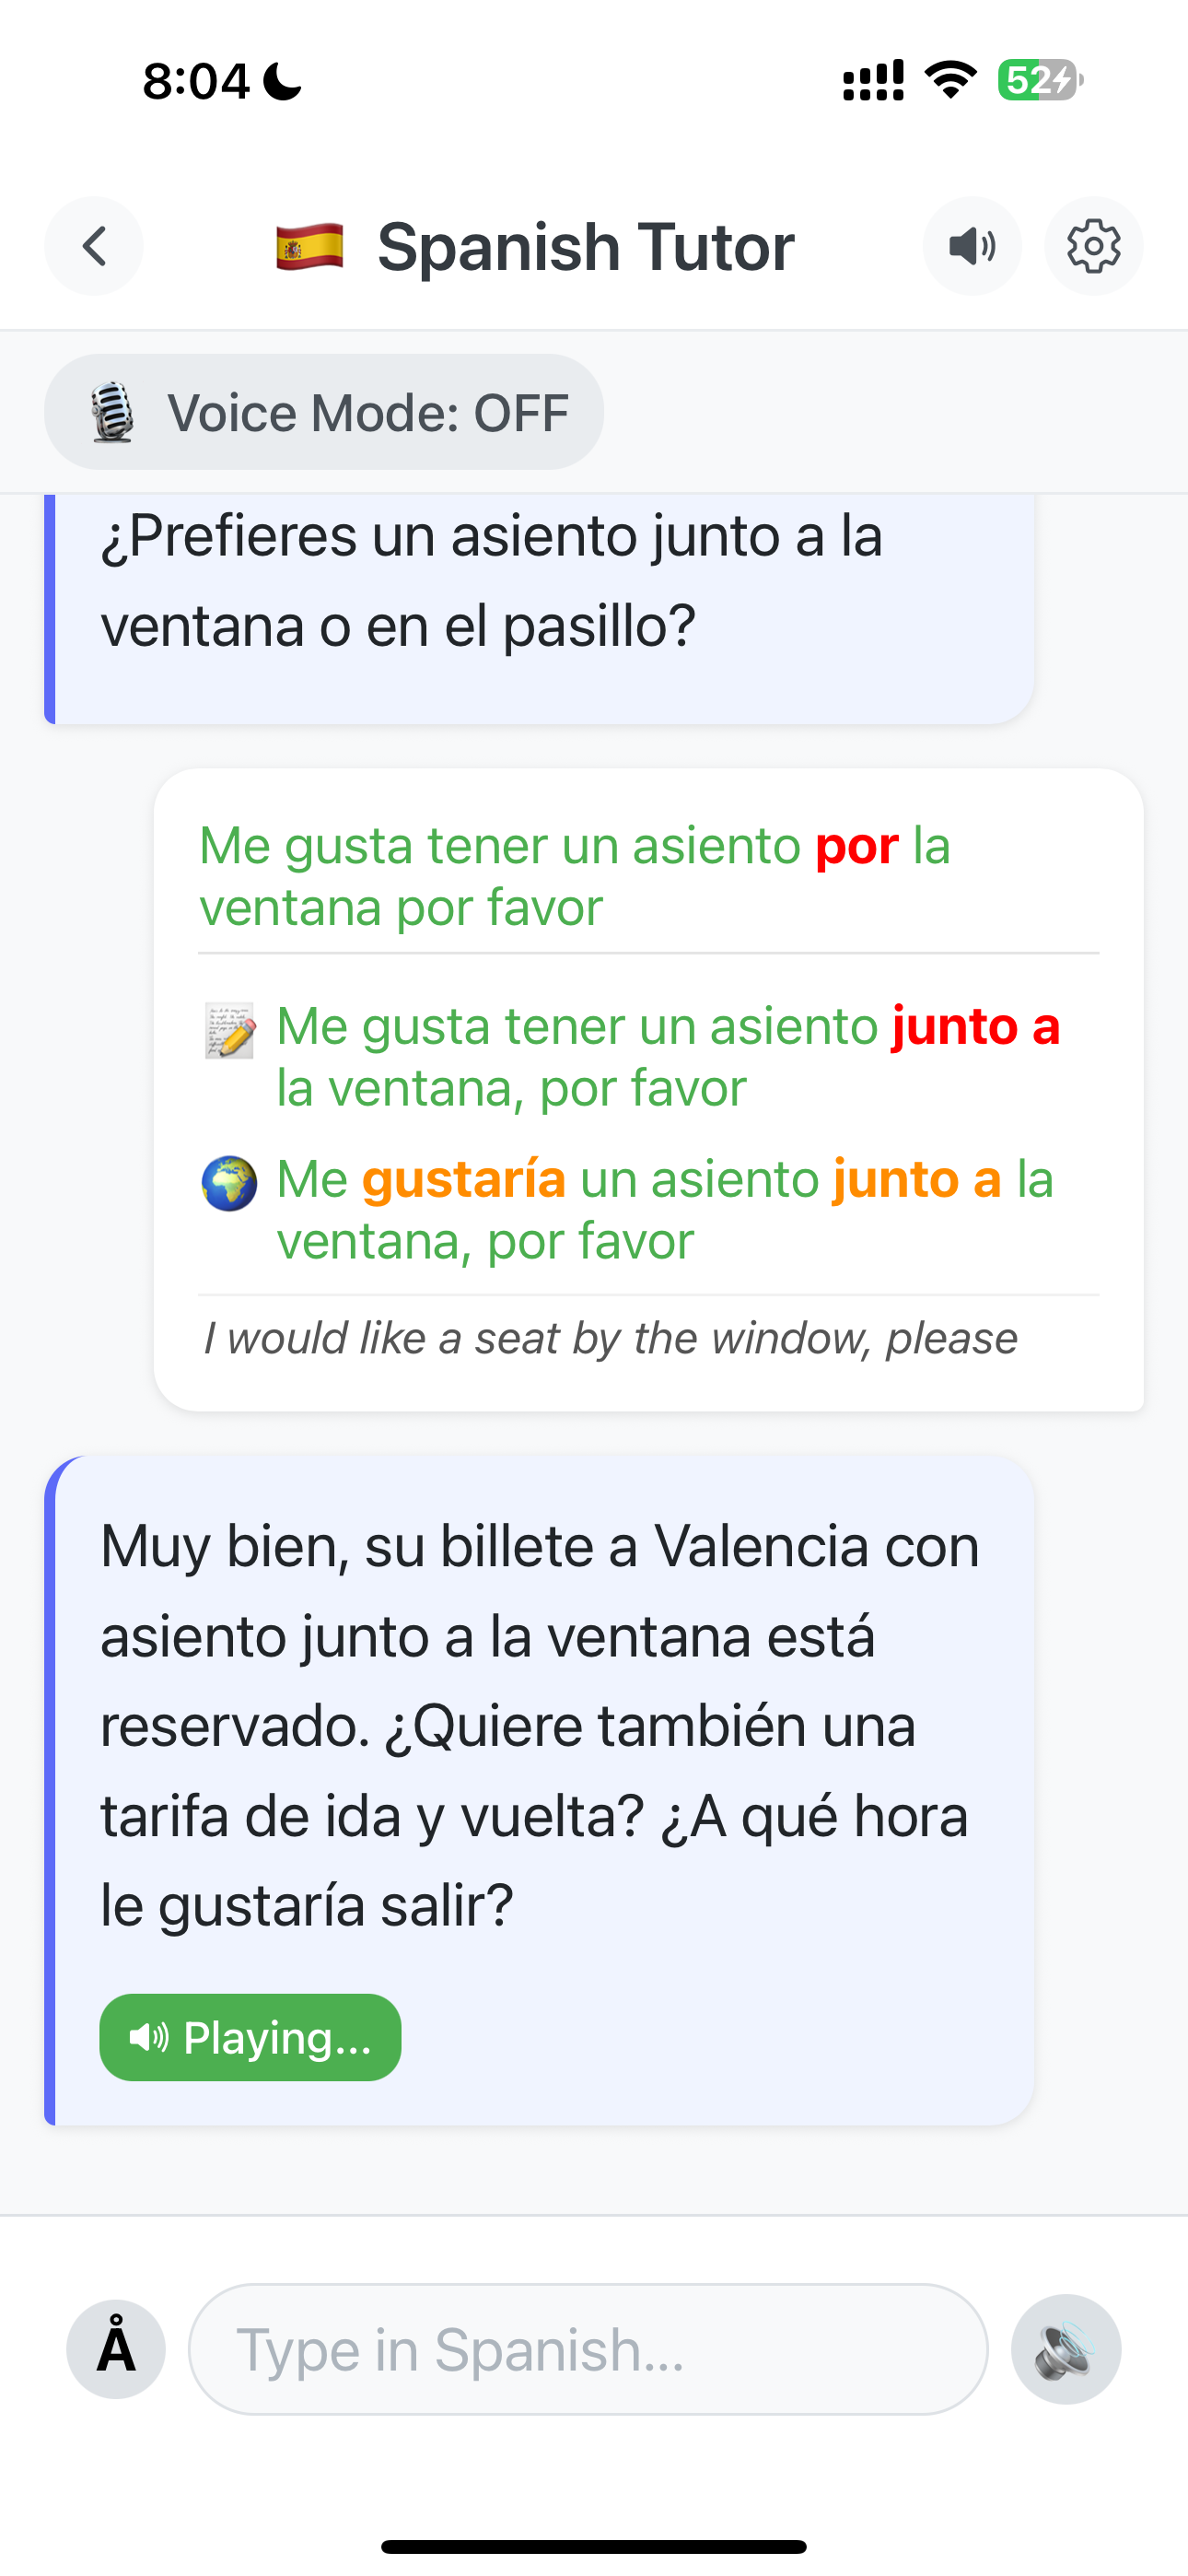 8:04
52
Spanish Tutor
Voice Mode: OFF
¿Prefieres un asiento junto a la
ventana o en el pasillo?
Me gusta tener un asiento por la
ventana por favor
Me gusta tener un asiento junto a
la ventana, por favor
Me gustaría un asiento junto a la
ventana, por favor
I would like a seat by the window, please
Muy bien, su billete a Valencia con
asiento junto a la ventana está
reservado. ¿Quiere también una
tarifa de ida y vuelta? ¿A qué hora
le gustaría salir?
Playing...
Å
Type in Spanish...